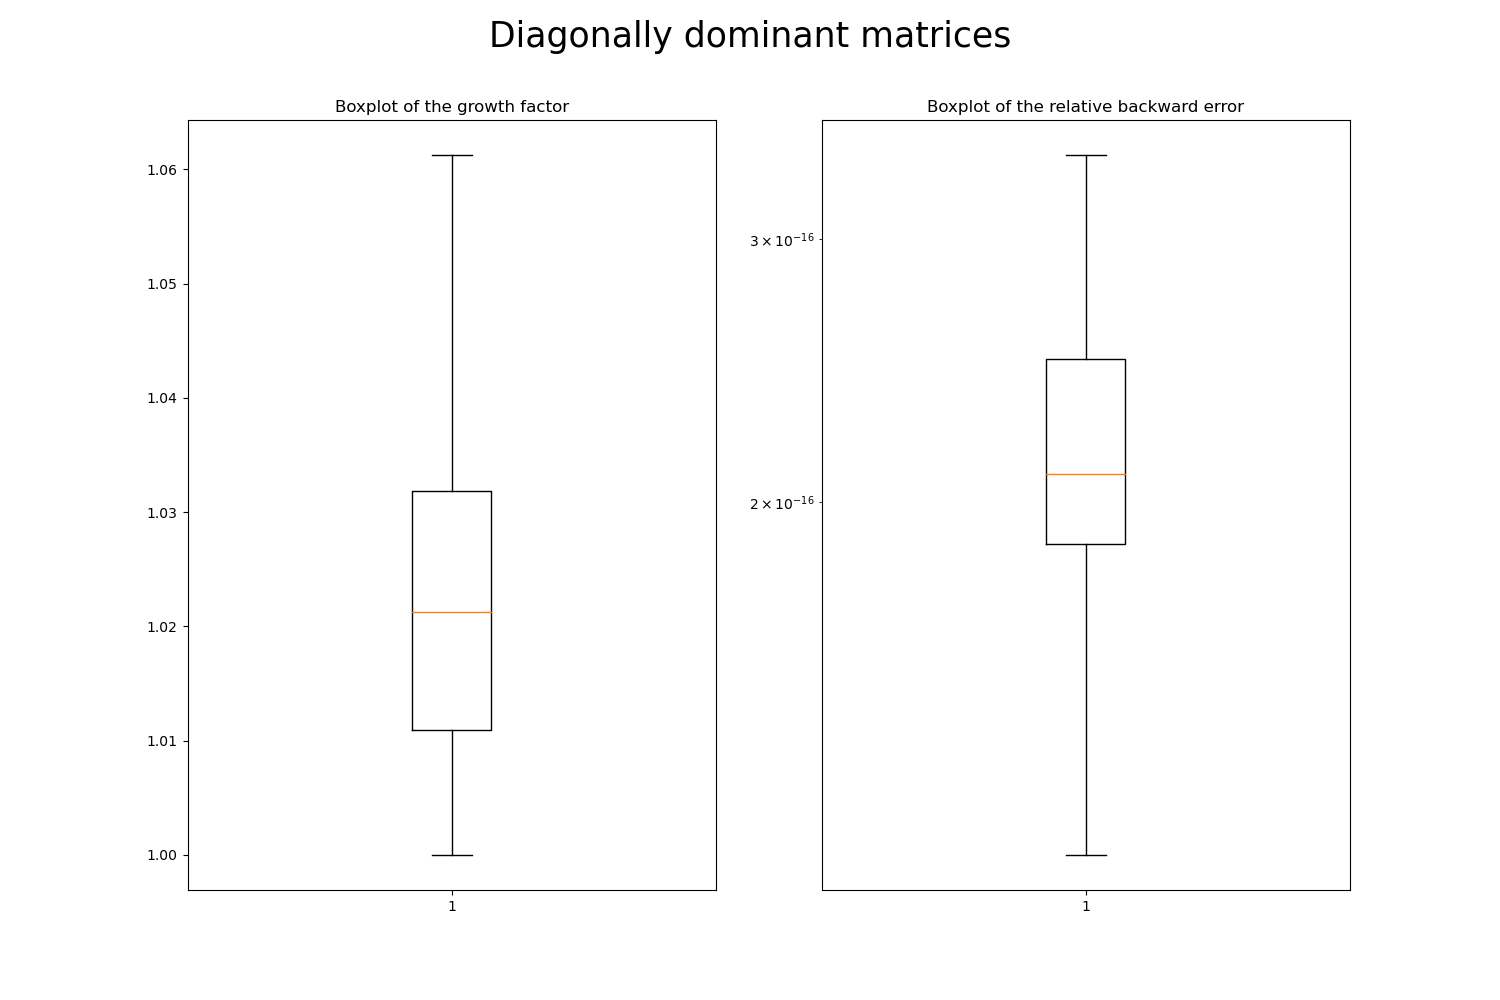 Diagonally dominant matrices
Boxplot of the growth factor
1.06
1.05
1.04
1.03
1.02
1.01
1.00
1
Boxplot of the relative backward error
3 × 10⁻¹⁶
2 × 10⁻¹⁶
1